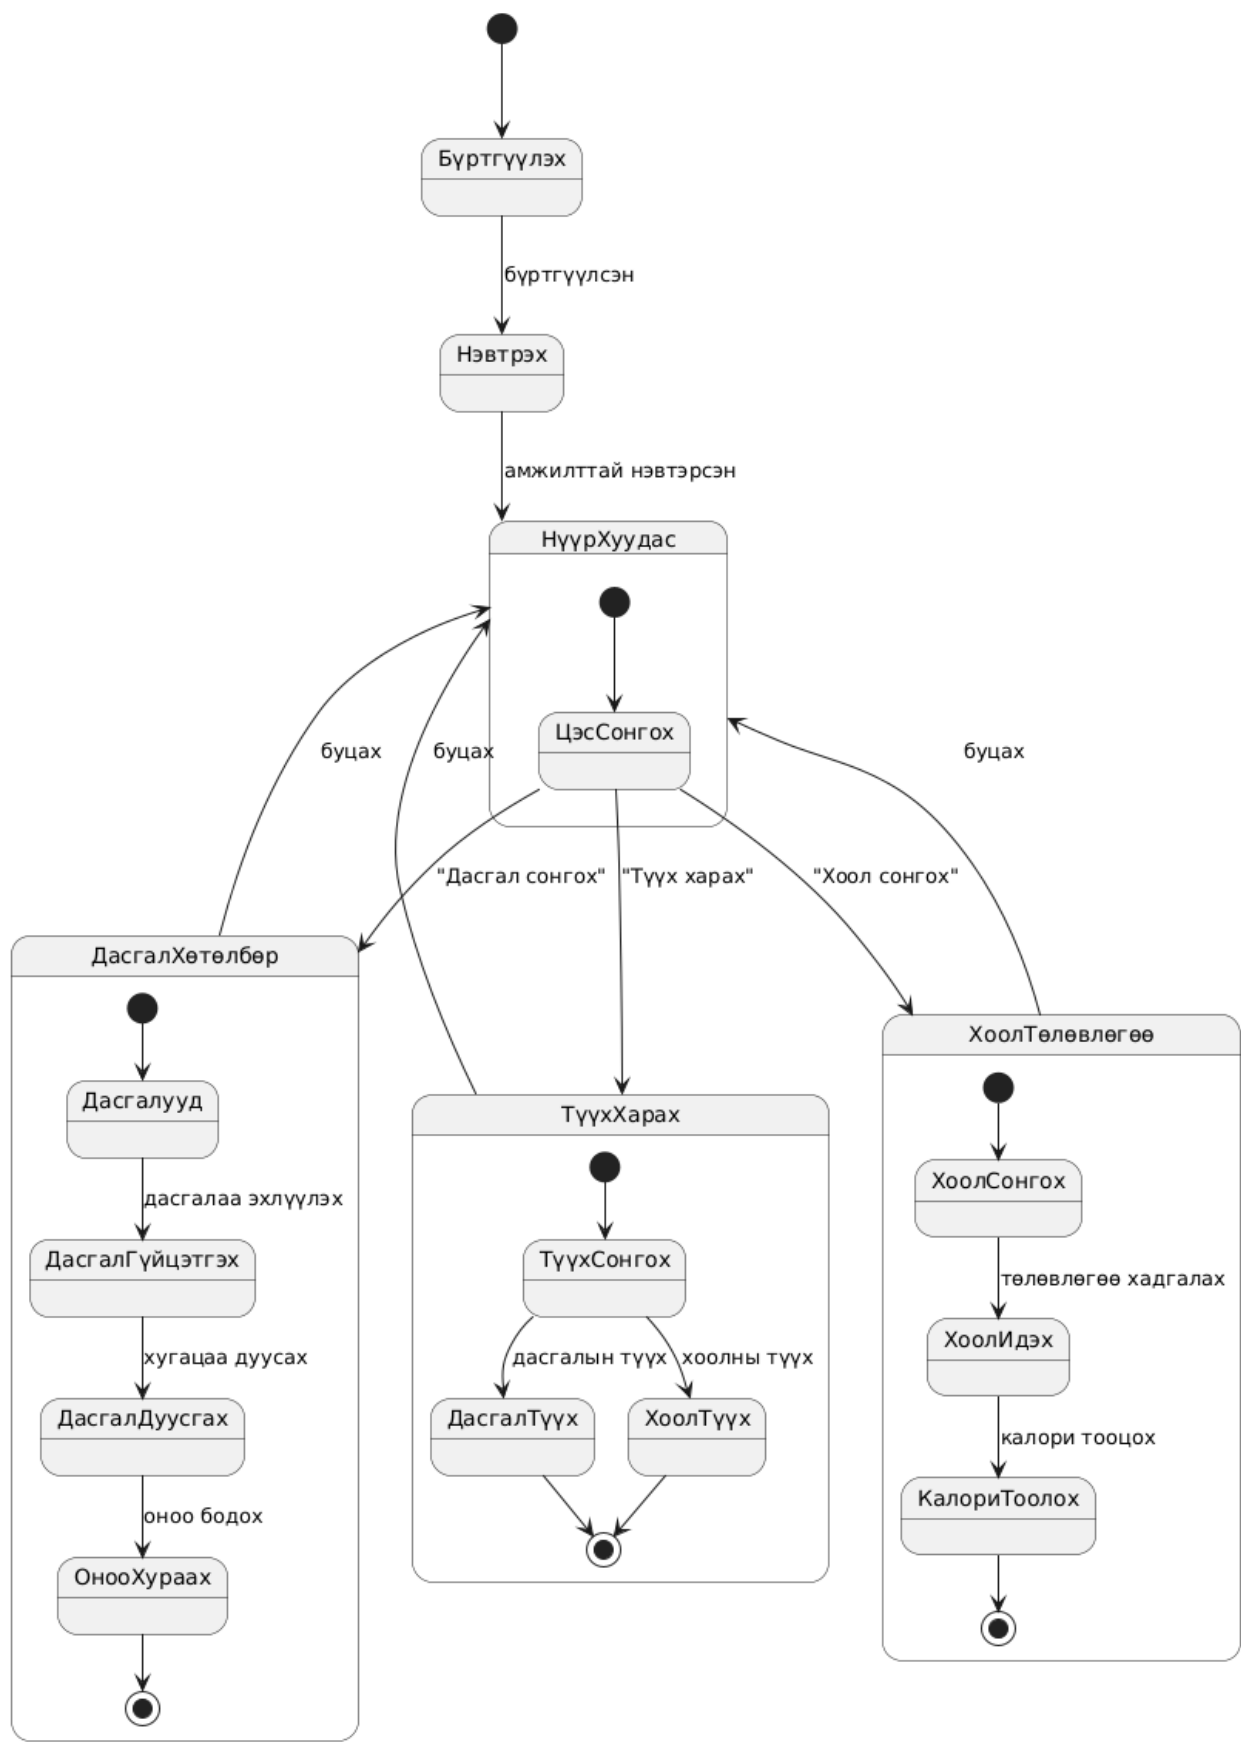 Бүртгүүлэх
бүртгүүлсэн
Нэвтрэх
амжилттай нэвтэрсэн
НүүрХуудас
ЦэсСонгох
буцах
буцах
буцах
"Дасгал сонгох"
"Түүх харах"
"Хоол сонгох"
ДасгалХөтөлбөр
Дасгалууд
дасгалаа эхлүүлэх
ДасгалГүйцэтгэх
хугацаа дуусах
ДасгалДуусгах
оноо бодох
ОнооХураах
ТүүхХарах
ТүүхСонгох
дасгалын түүх
хоолны түүх
ДасгалТүүх
ХоолТүүх
ХоолТөлөвлөгөө
ХоолСонгох
төлөвлөгөө хадгалах
ХоолИдэх
калори тооцох
КалориТоолох